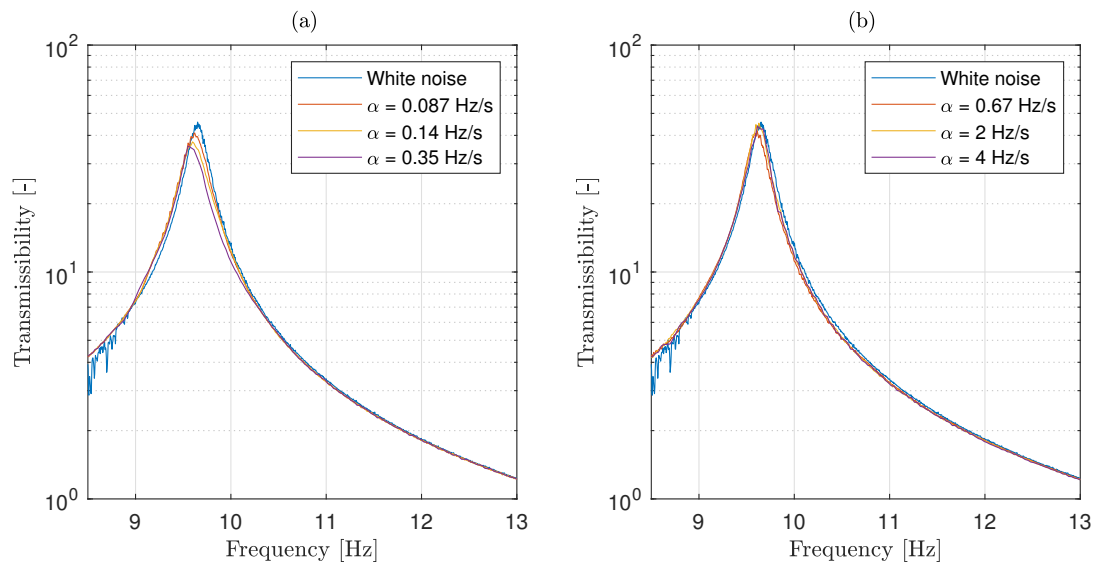 (a)
10^2
10^1
10^0
Transmissibility [-]
White noise
α = 0.087 Hz/s
α = 0.14 Hz/s
α = 0.35 Hz/s
9 10 11 12 13
Frequency [Hz]
(b)
10^2
10^1
10^0
Transmissibility [-]
White noise
α = 0.67 Hz/s
α = 2 Hz/s
α = 4 Hz/s
9 10 11 12 13
Frequency [Hz]